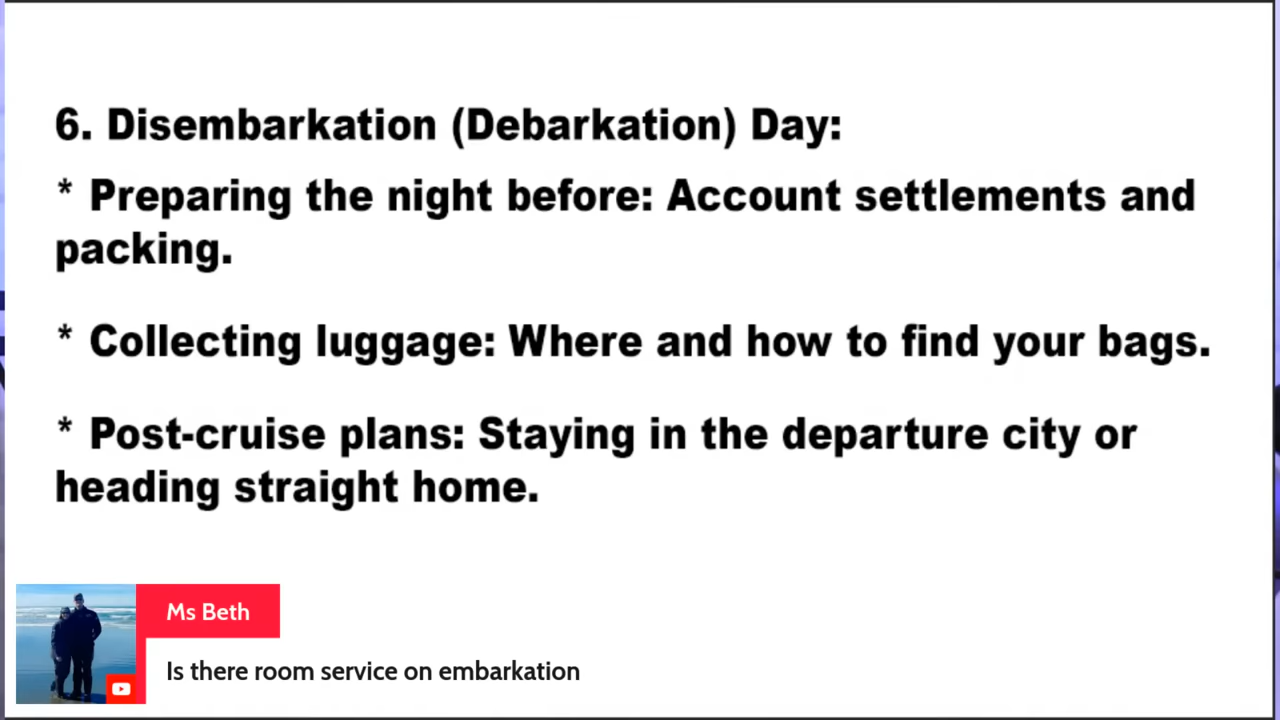 6. Disembarkation (Debarkation) Day:
* Preparing the night before: Account settlements and
packing.
* Collecting luggage: Where and how to find your bags.
* Post-cruise plans: Staying in the departure city or
heading straight home.
Ms Beth
Is there room service on embarkation